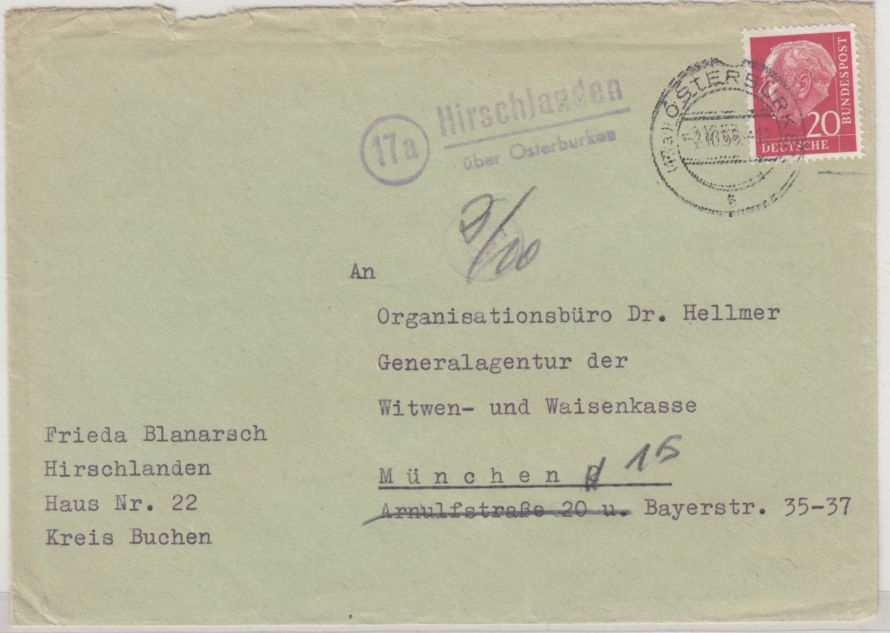 17a
Hirschlanden
über Osterburken
(17a) OSTERBURK
20
BUNDESPOST
DEUTSCHE
An
Organisationsbüro Dr. Hellmer
Generalagentur der
Witwen- und Waisenkasse
München 15
Arnulfstraße 20 u. Bayerstr. 35-37
Frieda Blanarsch
Hirschlanden
Haus Nr. 22
Kreis Buchen